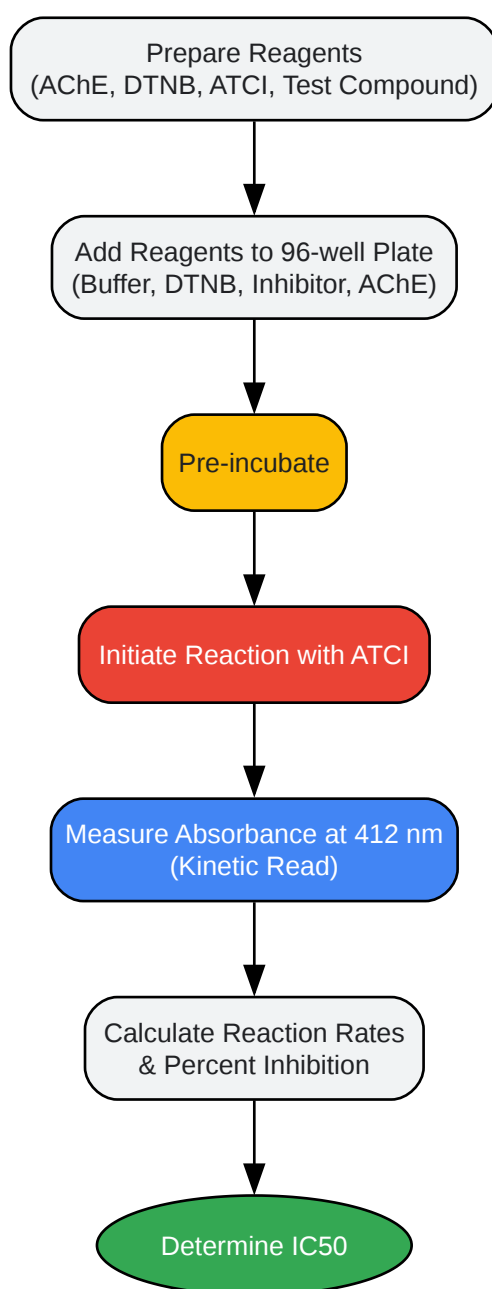 Prepare Reagents
(AChE, DTNB, ATCI, Test Compound)
Add Reagents to 96-well Plate
(Buffer, DTNB, Inhibitor, AChE)
Pre-incubate
Initiate Reaction with ATCI
Measure Absorbance at 412 nm
(Kinetic Read)
Calculate Reaction Rates
& Percent Inhibition
Determine IC50